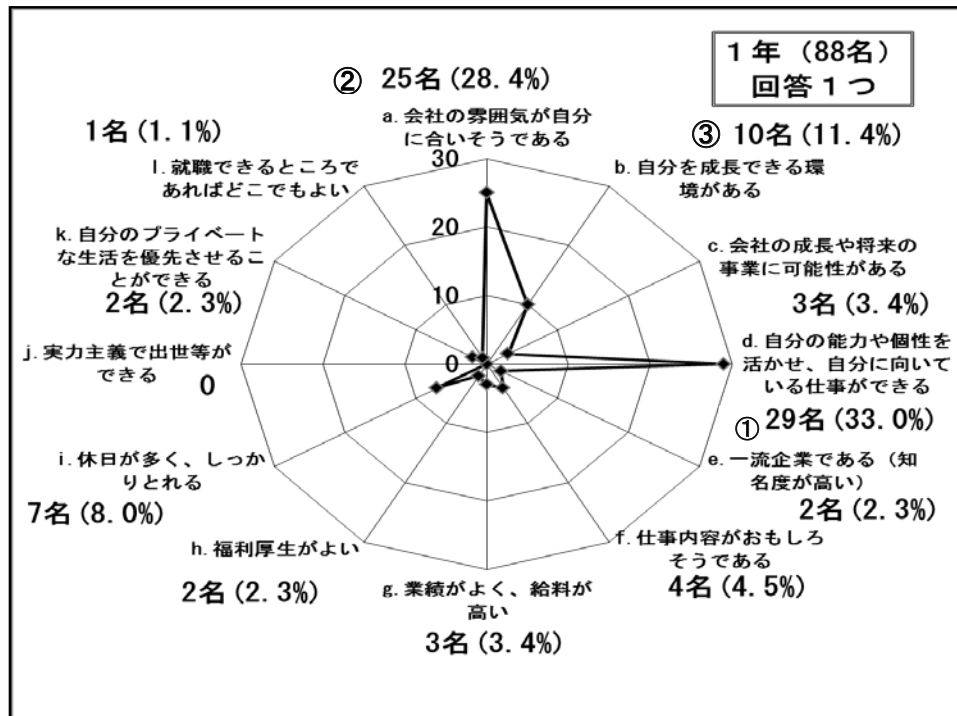 1年（88名）
回答1つ
② 25名(28.4%)
a.会社の雰囲気が自分
に合いそうである
③ 10名(11.4%)
b.自分を成長できる環
境がある
c.会社の成長や将来の
事業に可能性がある
3名(3.4%)
d.自分の能力や個性を
活かせ、自分に向いて
いる仕事ができる
① 29名(33.0%)
e.一流企業である（知
名度が高い）
2名(2.3%)
f.仕事内容がおもしろ
そうである
4名(4.5%)
g.業績がよく、給料が
高い
3名(3.4%)
h.福利厚生がよい
2名(2.3%)
i.休日が多く、しっか
りとれる
7名(8.0%)
j.実力主義で出世等が
できる
0
k.自分のプライベート
な生活を優先させるこ
とができる
2名(2.3%)
1名(1.1%)
l.就職できるところで
あればどこでもよい
30
20
10
0